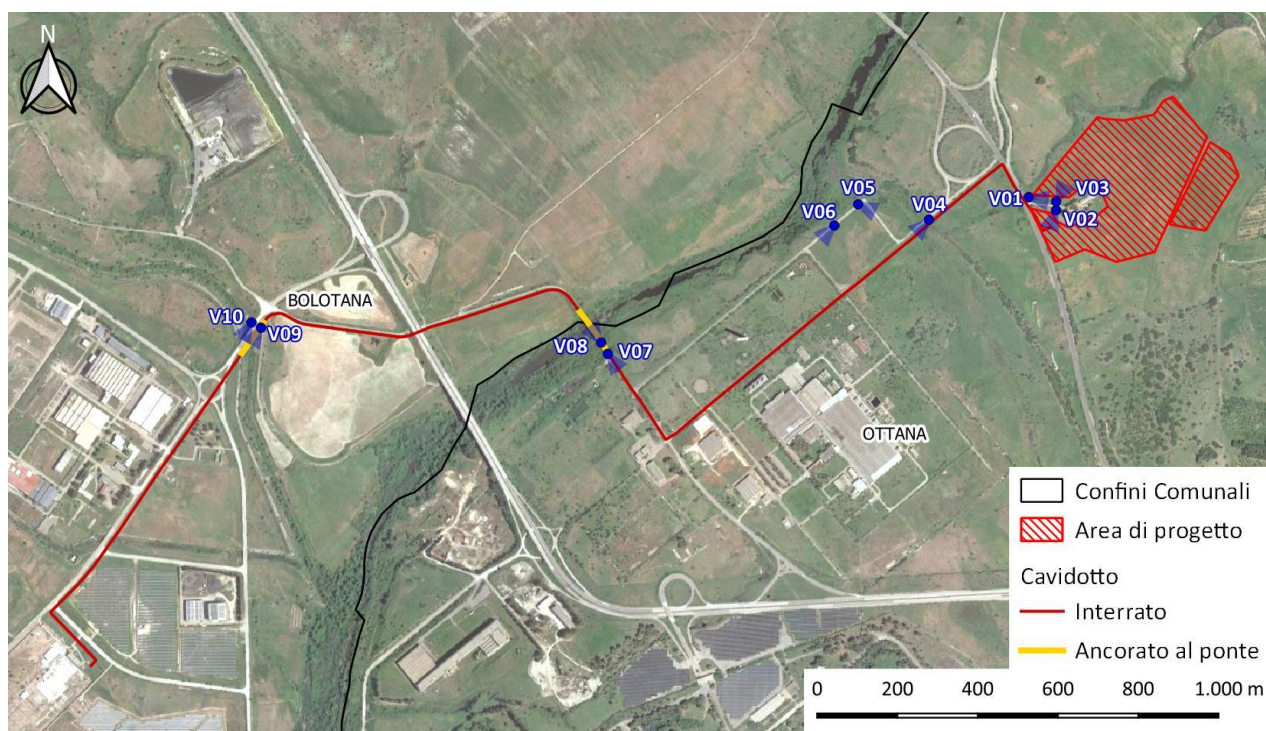 N
V05
V03
V01
V06
V04
V02
BOLOTANA
V10
V09
V08
V07
OTTANA
Confini Comunali
Area di progetto
Cavidotto
Interrato
Ancorato al ponte
0 200 400 600 800 1.000 m